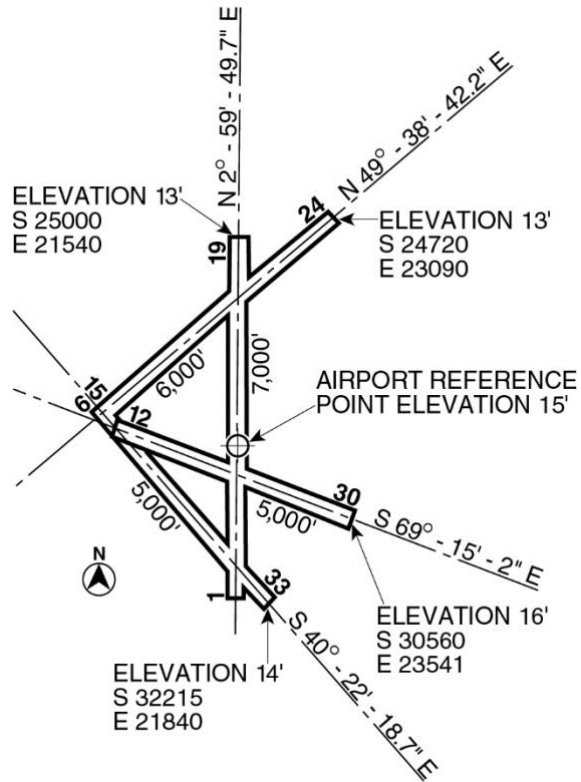 N 2° - 59' - 49.7" E
N 49° - 38' - 42.2" E
ELEVATION 13'
S 25000
E 21540
19
24
ELEVATION 13'
S 24720
E 23090
6,000'
7,000'
15
6
12
AIRPORT REFERENCE
POINT ELEVATION 15'
5,000'
5,000'
30
S 69° - 15' - 2" E
N
1
33
ELEVATION 16'
S 30560
E 23541
ELEVATION 14'
S 32215
E 21840
S 40° - 22' - 18.7" E